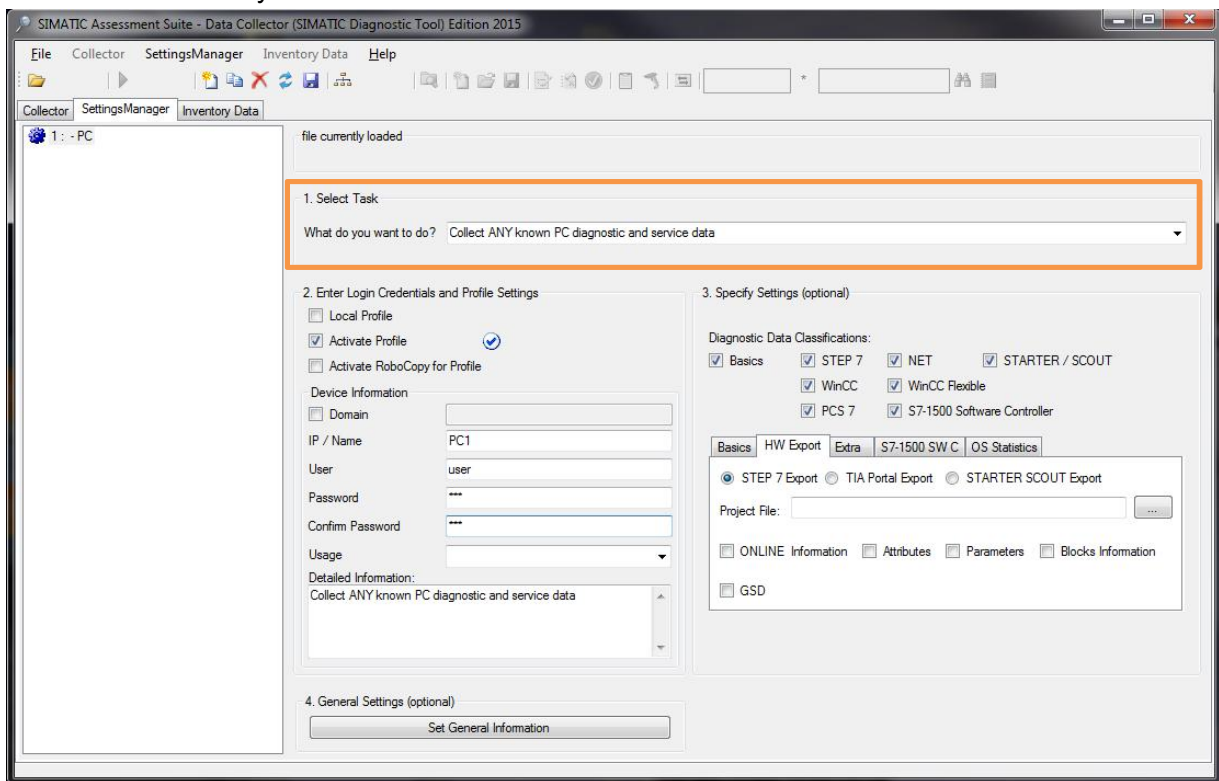 SIMATIC Assessment Suite - Data Collector (SIMATIC Diagnostic Tool) Edition 2015
File Collector SettingsManager Inventory Data Help
*
Collector SettingsManager Inventory Data
1 : - PC
file currently loaded
1. Select Task
What do you want to do? Collect ANY known PC diagnostic and service data
2. Enter Login Credentials and Profile Settings
Local Profile
Activate Profile
Activate RoboCopy for Profile
Device Information
Domain
IP / Name PC1
User user
Password ***
Confirm Password ***
Usage
Detailed Information:
Collect ANY known PC diagnostic and service data
3. Specify Settings (optional)
Diagnostic Data Classifications:
Basics STEP 7 NET STARTER / SCOUT
WinCC WinCC Flexible
PCS 7 S7-1500 Software Controller
Basics HW Export Extra S7-1500 SW C OS Statistics
STEP 7 Export TIA Portal Export STARTER SCOUT Export
Project File: ...
ONLINE Information Attributes Parameters Blocks Information
GSD
4. General Settings (optional)
Set General Information